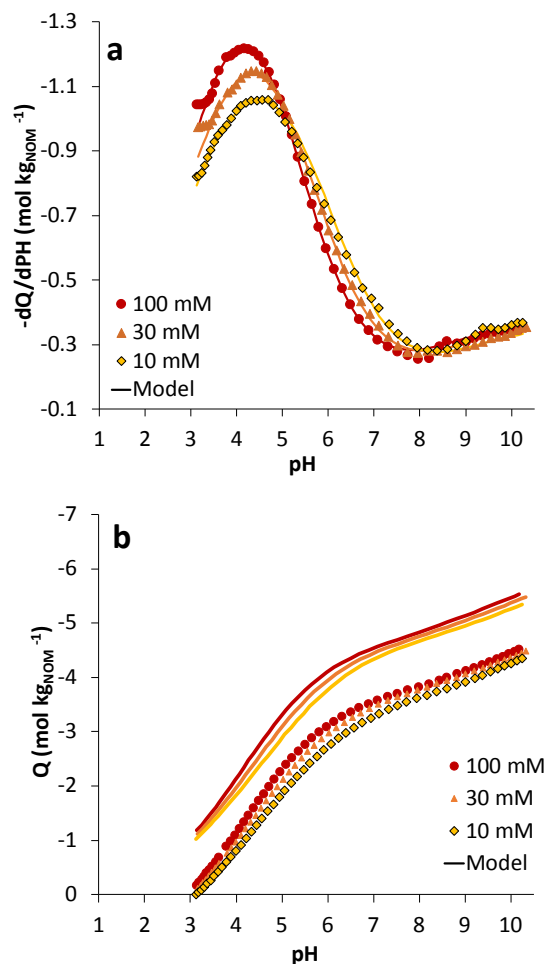 a
-1.3
-1.1
-0.9
-0.7
-0.5
-0.3
-0.1
-dQ/dPH (mol kg_NOM ⁻¹)
100 mM
30 mM
10 mM
Model
1 2 3 4 5 6 7 8 9 10
pH
b
-7
-6
-5
-4
-3
-2
-1
0
Q (mol kg_NOM ⁻¹)
100 mM
30 mM
10 mM
Model
1 2 3 4 5 6 7 8 9 10
pH